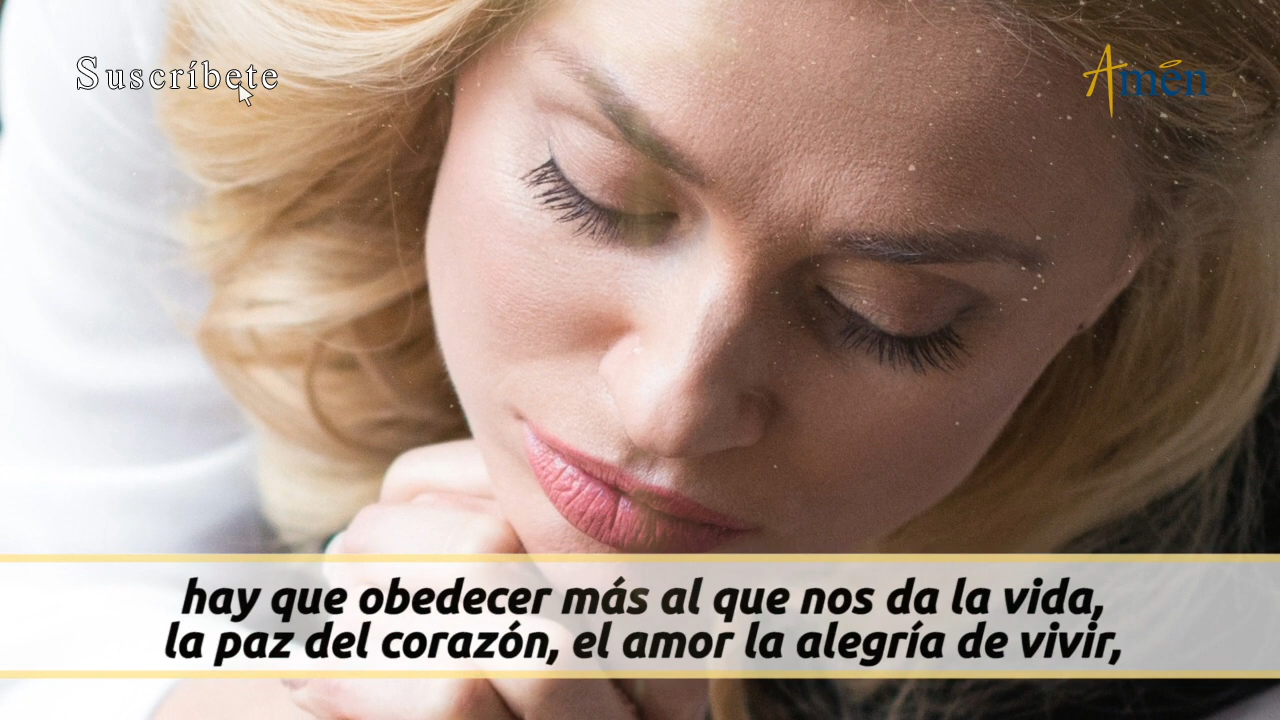 Suscríbete
Amén
hay que obedecer más al que nos da la vida,
la paz del corazón, el amor la alegría de vivir,